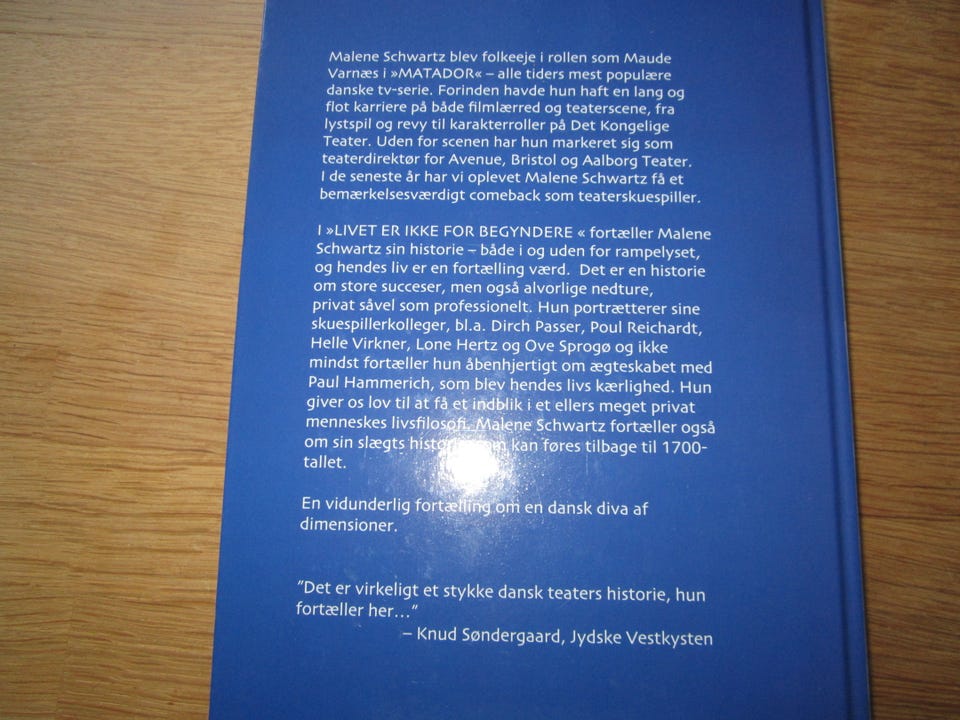 Malene Schwartz blev folkeeje i rollen som Maude
Varnæs i »MATADOR« – alle tiders mest populære
danske tv-serie. Forinden havde hun haft en lang og
flot karriere på både filmlærred og teaterscene, fra
lystspil og revy til karakterroller på Det Kongelige
Teater. Uden for scenen har hun markeret sig som
teaterdirektør for Avenue, Bristol og Aalborg Teater.
I de seneste år har vi oplevet Malene Schwartz få et
bemærkelsesværdigt comeback som teaterskuespiller.
I »LIVET ER IKKE FOR BEGYNDERE « fortæller Malene
Schwartz sin historie – både i og uden for rampelyset,
og hendes liv er en fortælling værd. Det er en historie
om store succeser, men også alvorlige nedture,
privat såvel som professionelt. Hun portrætterer sine
skuespillerkolleger, bl.a. Dirch Passer, Poul Reichardt,
Helle Virkner, Lone Hertz og Ove Sprogø og ikke
mindst fortæller hun åbenhjertigt om ægteskabet med
Paul Hammerich, som blev hendes livs kærlighed. Hun
giver os lov til at få et indblik i et ellers meget privat
menneskes livsfilosofi. Malene Schwartz fortæller også
om sin slægts kan føres tilbage til 1700-
tallet.
En vidunderlig fortælling om en dansk diva af
dimensioner.
"Det er virkeligt et stykke dansk teaters historie, hun
fortæller her…"
– Knud Søndergaard, Jydske Vestkysten